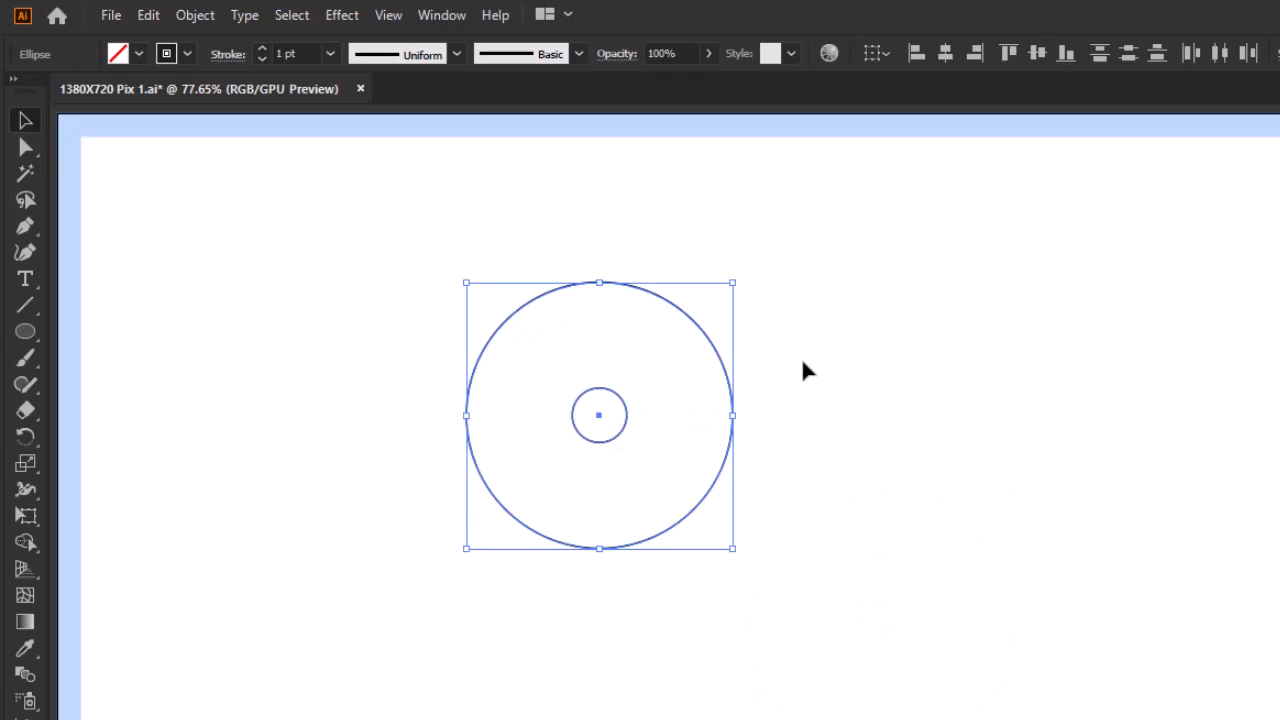 Ai File Edit Object Type Select Effect View Window Help
Ellipse Stroke: 1 pt Uniform Basic Opacity: 100% Style:
1380X720 Pix 1.ai* @ 77.65% (RGB/GPU Preview) ×
T